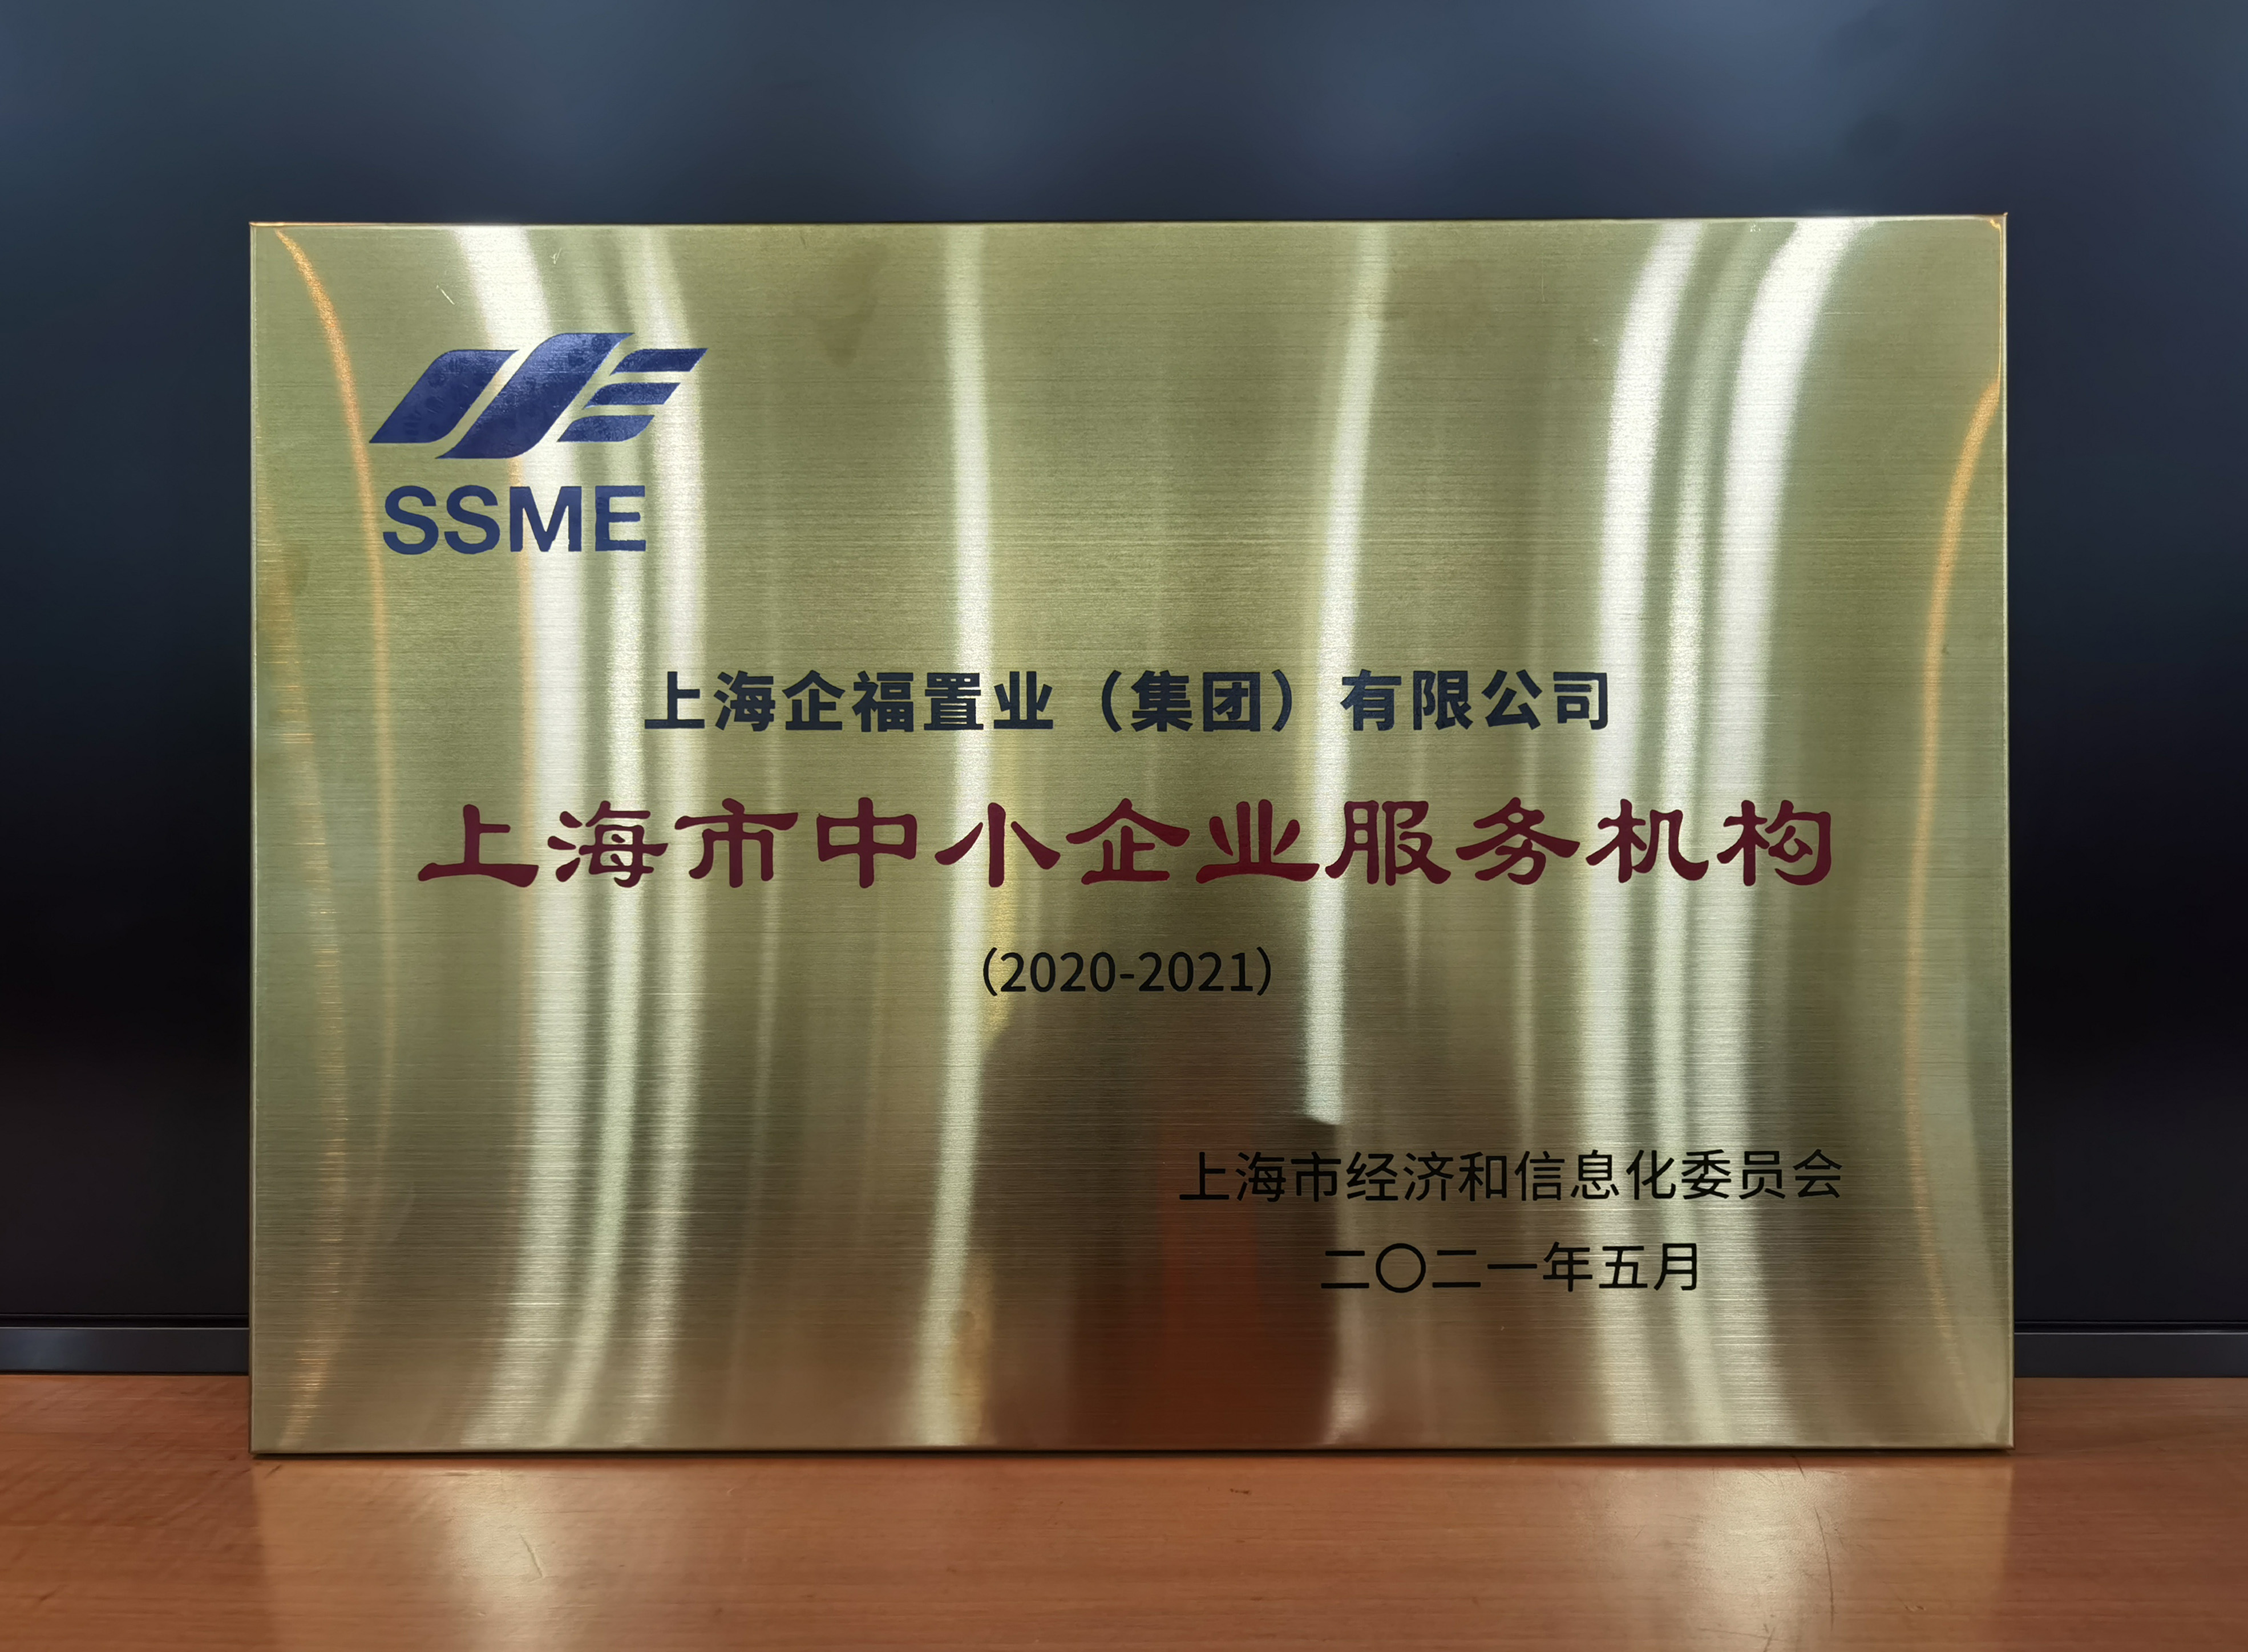 SSME
上海企福置业（集团）有限公司
上海市中小企业服务机构
（2020-2021）
上海市经济和信息化委员会
二〇二一年五月